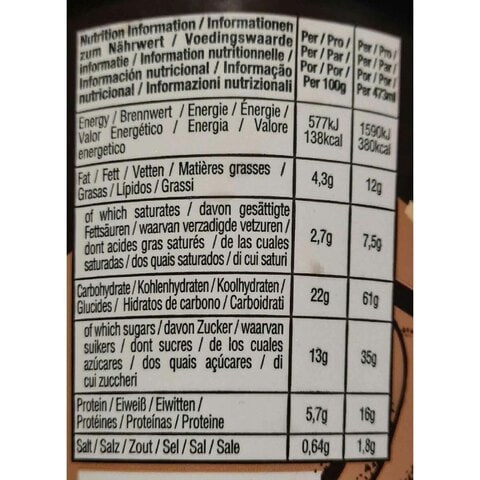 Nutrition Information / Informationen
zum Nährwert / Voedingswaarde
informatie / Information nutritionnelle /
Información nutricional / Informação
nutricional / Informazioni nutrizionali
Per / Pro /
Per / Par /
Por / Por /
Per 100g
Per / Pro /
Per / Par /
Por / Por /
Per 473ml
Energy / Brennwert / Energie / Énergie /
Valor Energético / Energia / Valore
energetico
577kJ
138kcal
1590kJ
380kcal
Fat / Fett / Vetten / Matières grasses /
Grasas / Lípidos / Grassi
4,3g
12g
of which saturates / davon gesättigte
Fettsäuren / waarvan verzadigde vetzuren /
dont acides gras saturés / de las cuales
saturadas / dos quais saturados / di cui saturi
2,7g
7,5g
Carbohydrate / Kohlenhydraten / Koolhydraten /
Glucides / Hidratos de carbono / Carboidrati
22g
61g
of which sugars / davon Zucker / waarvan
suikers / dont sucres / de los cuales
azúcares / dos quais açúcares / di
cui zuccheri
13g
35g
Protein / Eiweiß / Eiwitten /
Protéines / Proteínas / Proteine
5,7g
16g
Salt / Salz / Zout / Sel / Sal / Sale
0,64g
1,8g